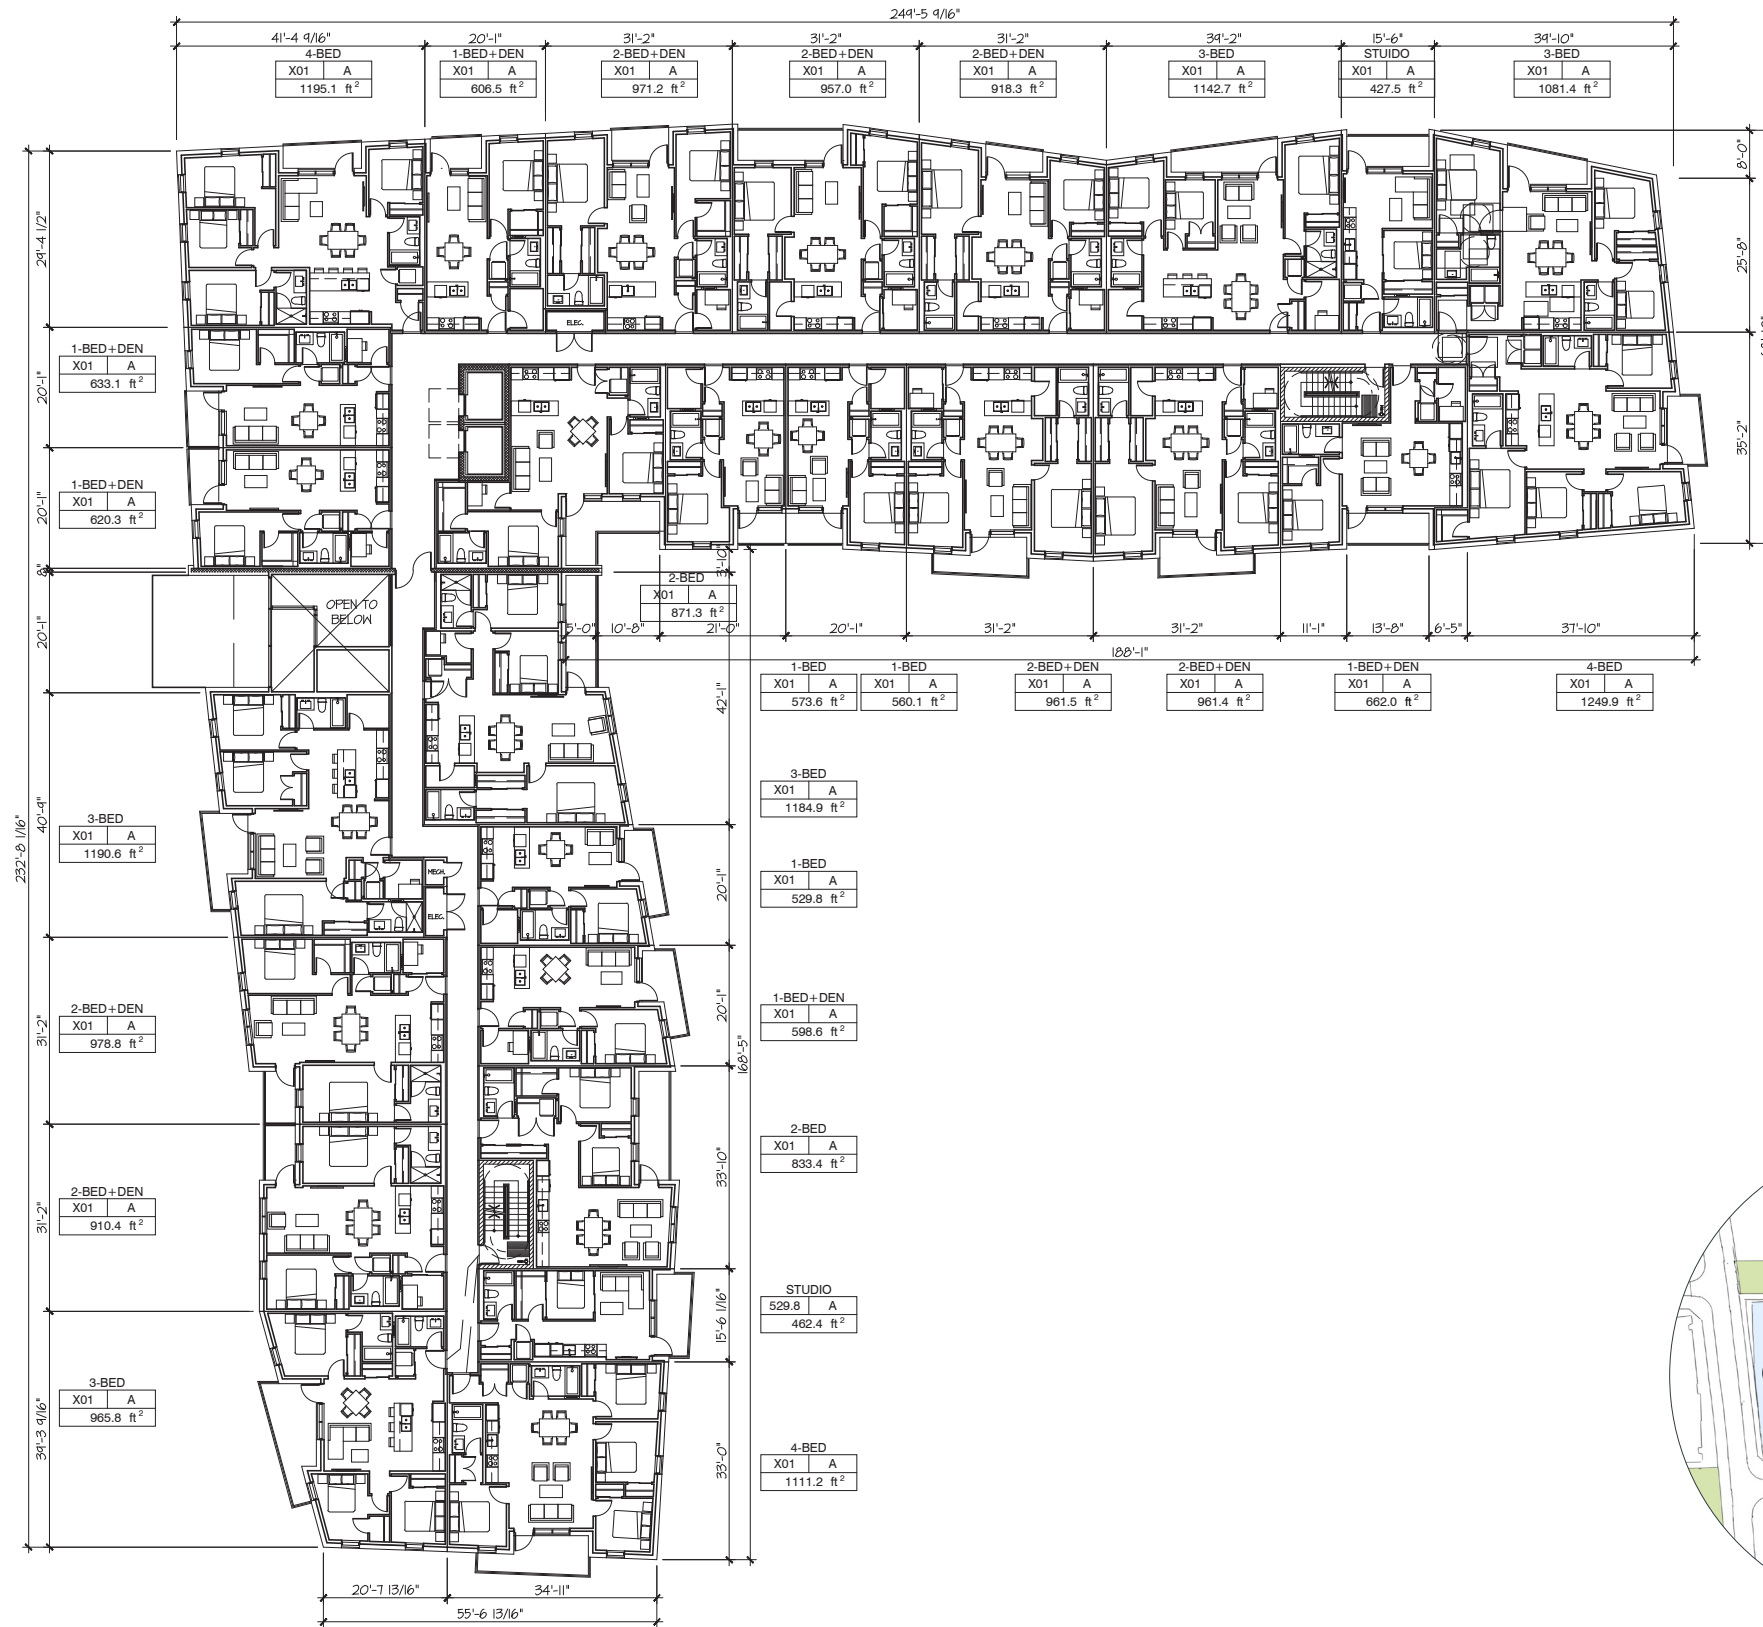 249'-5 9/16"
41'-4 9/16" 20'-1" 31'-2" 31'-2" 31'-2" 39'-2" 15'-6" 39'-10"
4-BED 1-BED+DEN 2-BED+DEN 2-BED+DEN 2-BED+DEN 3-BED STUIDO 3-BED
X01 A X01 A X01 A X01 A X01 A X01 A X01 A X01 A
1195.1 ft² 606.5 ft² 971.2 ft² 957.0 ft² 918.3 ft² 1142.7 ft² 427.5 ft² 1081.4 ft²
8'-0"
29'-4 1/2"
25'-8"
ELEC.
1-BED+DEN
X01 A
633.1 ft²
20'-1"
35'-2"
1-BED+DEN
X01 A
620.3 ft²
20'-1"
8"
3'-10"
OPEN TO
BELOW
2-BED
X01 A
871.3 ft²
20'-1"
5'-0" 10'-8" 21'-0" 20'-1" 31'-2" 31'-2" 11'-1" 13'-8" 6'-5" 37'-10"
188'-1"
1-BED 1-BED 2-BED+DEN 2-BED+DEN 1-BED+DEN 4-BED
X01 A X01 A X01 A X01 A X01 A X01 A
573.6 ft² 560.1 ft² 961.5 ft² 961.4 ft² 662.0 ft² 1249.9 ft²
42'-1"
3-BED
X01 A
1184.9 ft²
232'-8 1/16"
40'-9"
3-BED
X01 A
1190.6 ft²
MECH.
ELEC.
1-BED
X01 A
529.8 ft²
20'-1"
2-BED+DEN
X01 A
978.8 ft²
31'-2"
20'-1"
1-BED+DEN
X01 A
598.6 ft²
168'-5"
2-BED
X01 A
833.4 ft²
33'-10"
2-BED+DEN
X01 A
910.4 ft²
31'-2"
STUDIO
529.8 A
462.4 ft²
15'-6 1/16"
3-BED
X01 A
965.8 ft²
39'-3 9/16"
4-BED
X01 A
1111.2 ft²
33'-0"
20'-7 13/16" 34'-11"
55'-6 13/16"